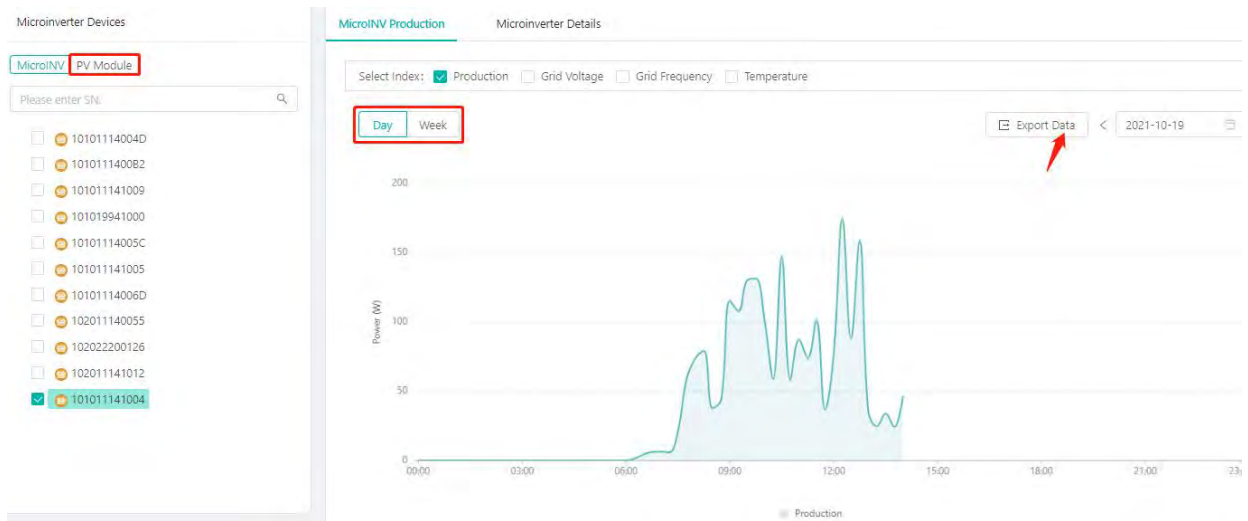 Microinverter Devices
MicroINV PV Module
Please enter SN.
10101114004D
1010111400B2
101011141009
101019941000
10101114005C
101011141005
10101114006D
102011140055
102022200126
102011141012
101011141004
MicroINV Production Microinverter Details
Select Index: Production Grid Voltage Grid Frequency Temperature
Day Week
Export Data < 2021-10-19
200
150
100
50
0
Power (W)
00:00 03:00 06:00 09:00 12:00 15:00 18:00 21:00 23:
Production